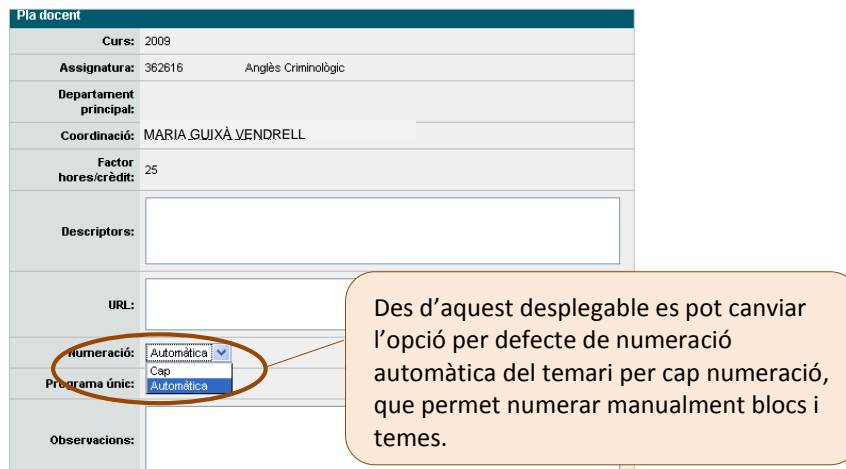 Pla docent
Curs: 2009
Assignatura: 362616 Anglès Criminològic
Departament
principal:
Coordinació: MARIA GUIXÀ VENDRELL
Factor
hores/crèdit: 25
Descriptors:
URL:
Numeració: Automàtica
Cap
Programa únic: Automàtica
Observacions:
Des d’aquest desplegable es pot canviar
l’opció per defecte de numeració
automàtica del temari per cap numeració,
que permet numerar manualment blocs i
temes.